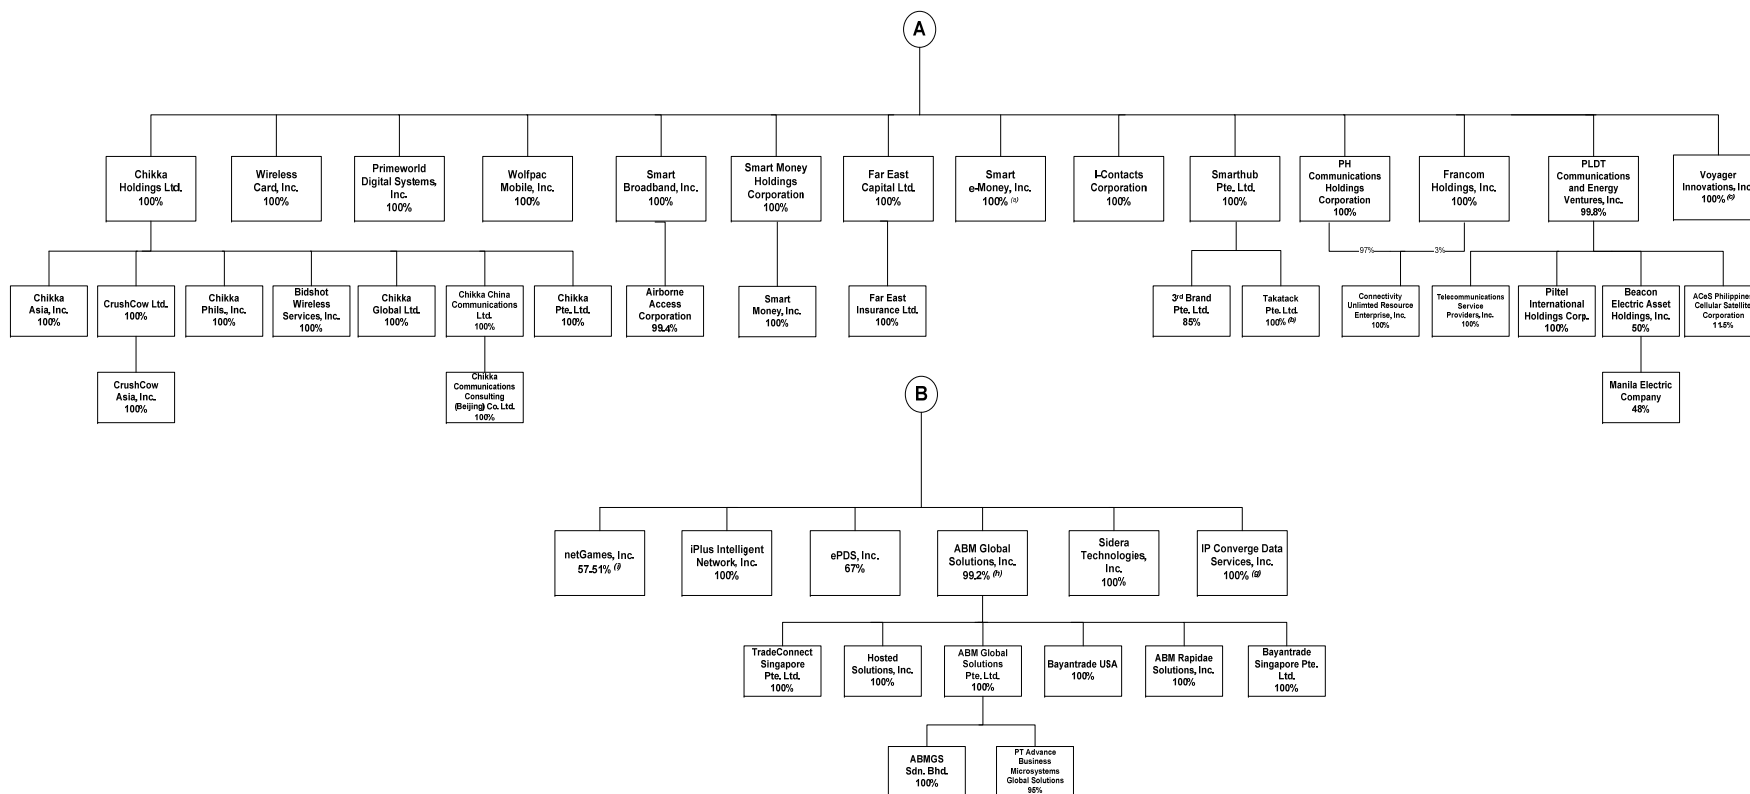 A
Chikka
Holdings Ltd.
100%
Wireless
Card, Inc.
100%
Primeworld
Digital Systems,
Inc.
100%
Wolfpac
Mobile, Inc.
100%
Smart
Broadband, Inc.
100%
Smart Money
Holdings
Corporation
100%
Far East
Capital Ltd.
100%
Smart
e-Money, Inc.
100% (a)
I-Contacts
Corporation
100%
Smarthub
Pte. Ltd.
100%
PH
Communications
Holdings
Corporation
100%
Francom
Holdings, Inc.
100%
PLDT
Communications
and Energy
Ventures, Inc.
99.8%
Voyager
Innovations, Inc
100% (c)
97%
3%
Chikka
Asia, Inc.
100%
CrushCow Ltd.
100%
Chikka
Phils., Inc.
100%
Bidshot
Wireless
Services, Inc.
100%
Chikka
Global Ltd.
100%
Chikka China
Communications
Ltd.
100%
Chikka
Pte. Ltd.
100%
Airborne
Access
Corporation
99.4%
Smart
Money, Inc.
100%
Far East
Insurance Ltd.
100%
3rd Brand
Pte. Ltd.
85%
Takatack
Pte. Ltd.
100% (b)
Connectivity
Unlimted Resource
Enterprise, Inc.
100%
Telecommunications
Service
Providers, Inc.
100%
Piltel
International
Holdings Corp.
100%
Beacon
Electric Asset
Holdings, Inc.
50%
ACeS Philippines
Cellular Satellite
Corporation
11.5%
CrushCow
Asia, Inc.
100%
Chikka
Communications
Consulting
(Beijing) Co. Ltd.
100%
Manila Electric
Company
48%
B
netGames, Inc.
57.51% (i)
iPlus Intelligent
Network, Inc.
100%
ePDS, Inc.
67%
ABM Global
Solutions, Inc.
99.2% (h)
Sidera
Technologies,
Inc.
100%
IP Converge Data
Services, Inc.
100% (g)
TradeConnect
Singapore
Pte. Ltd.
100%
Hosted
Solutions, Inc.
100%
ABM Global
Solutions
Pte. Ltd.
100%
Bayantrade USA
100%
ABM Rapidae
Solutions, Inc.
100%
Bayantrade
Singapore Pte.
Ltd.
100%
ABMGS
Sdn. Bhd.
100%
PT Advance
Business
Microsystems
Global Solutions
95%